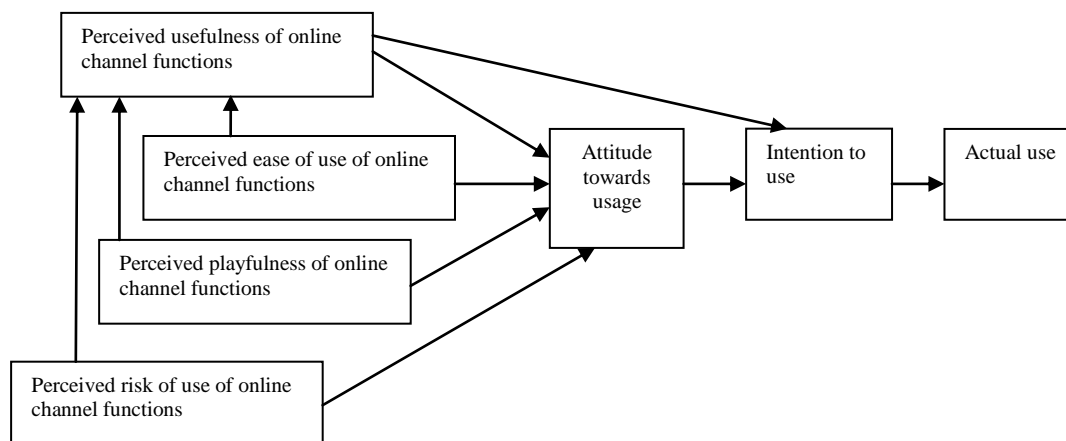 Perceived usefulness of online
channel functions
Perceived ease of use of online
channel functions
Attitude
towards
usage
Intention to
use
Actual use
Perceived playfulness of online
channel functions
Perceived risk of use of online
channel functions